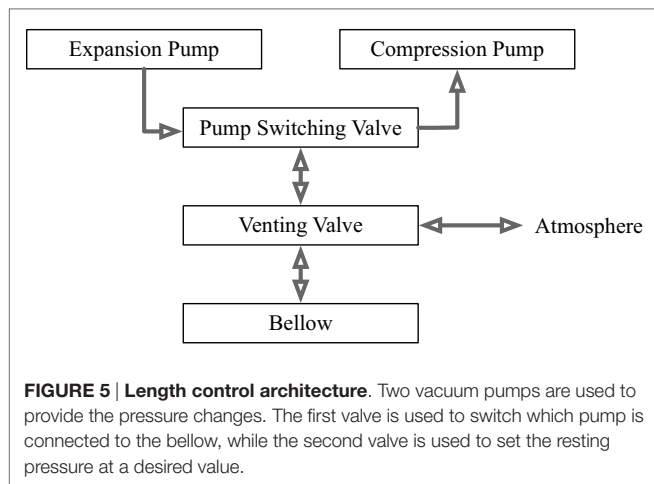 Expansion Pump
Compression Pump
Pump Switching Valve
Venting Valve
Atmosphere
Bellow
FIGURE 5 | Length control architecture. Two vacuum pumps are used to
provide the pressure changes. The first valve is used to switch which pump is
connected to the bellow, while the second valve is used to set the resting
pressure at a desired value.